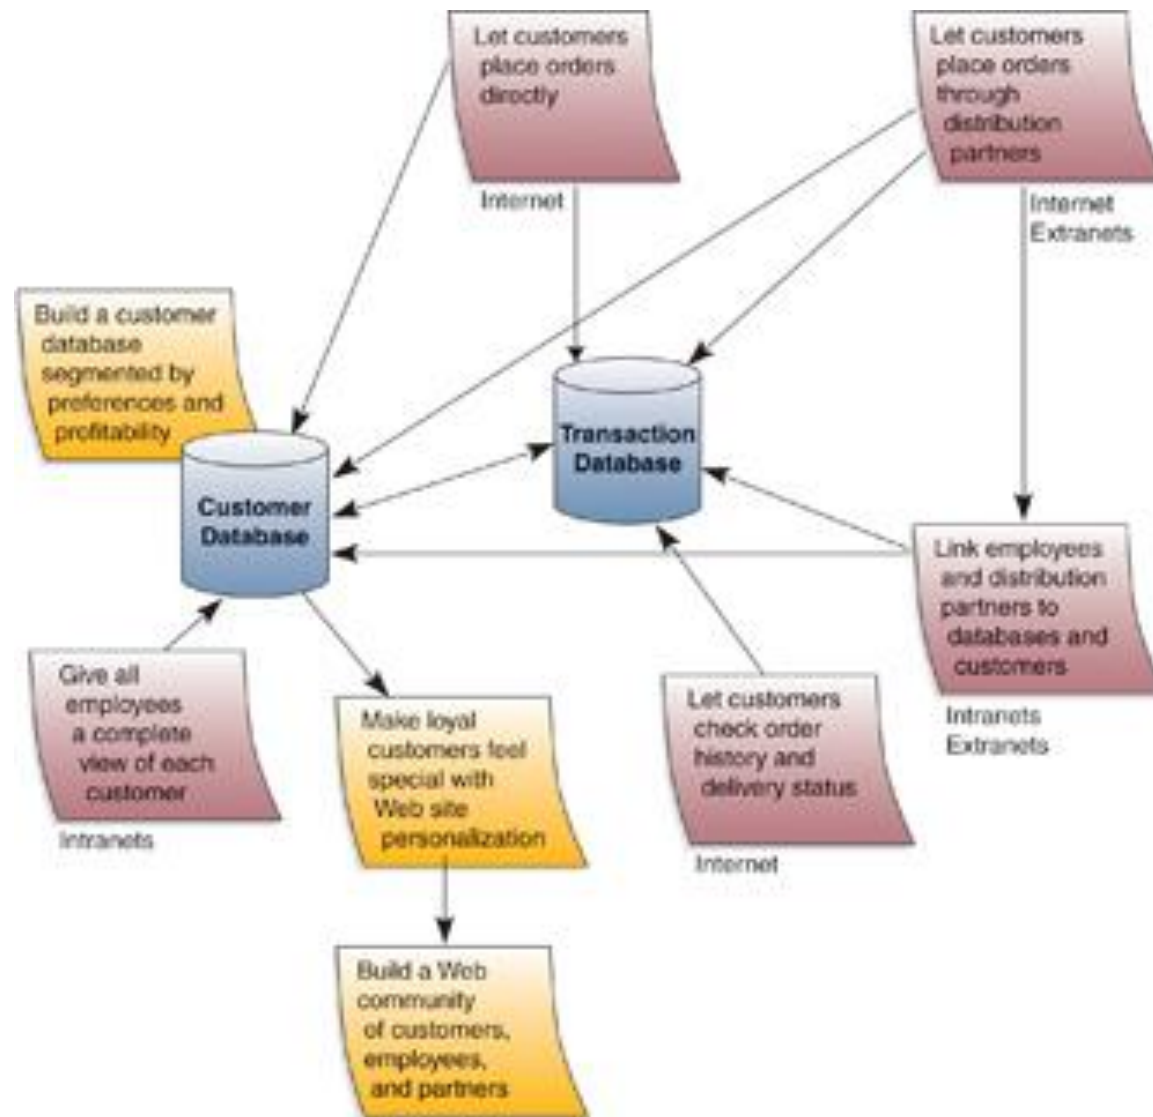 Let customers
place orders
directly
Internet
Let customers
place orders
through
distribution
partners
Internet
Extranets
Build a customer
database
segmented by
preferences and
profitability
Transaction
Database
Customer
Database
Link employees
and distribution
partners to
databases and
customers
Intranets
Extranets
Give all
employees
a complete
view of each
customer
Intranets
Make loyal
customers feel
special with
Web site
personalization
Let customers
check order
history and
delivery status
Internet
Build a Web
community
of customers,
employees,
and partners